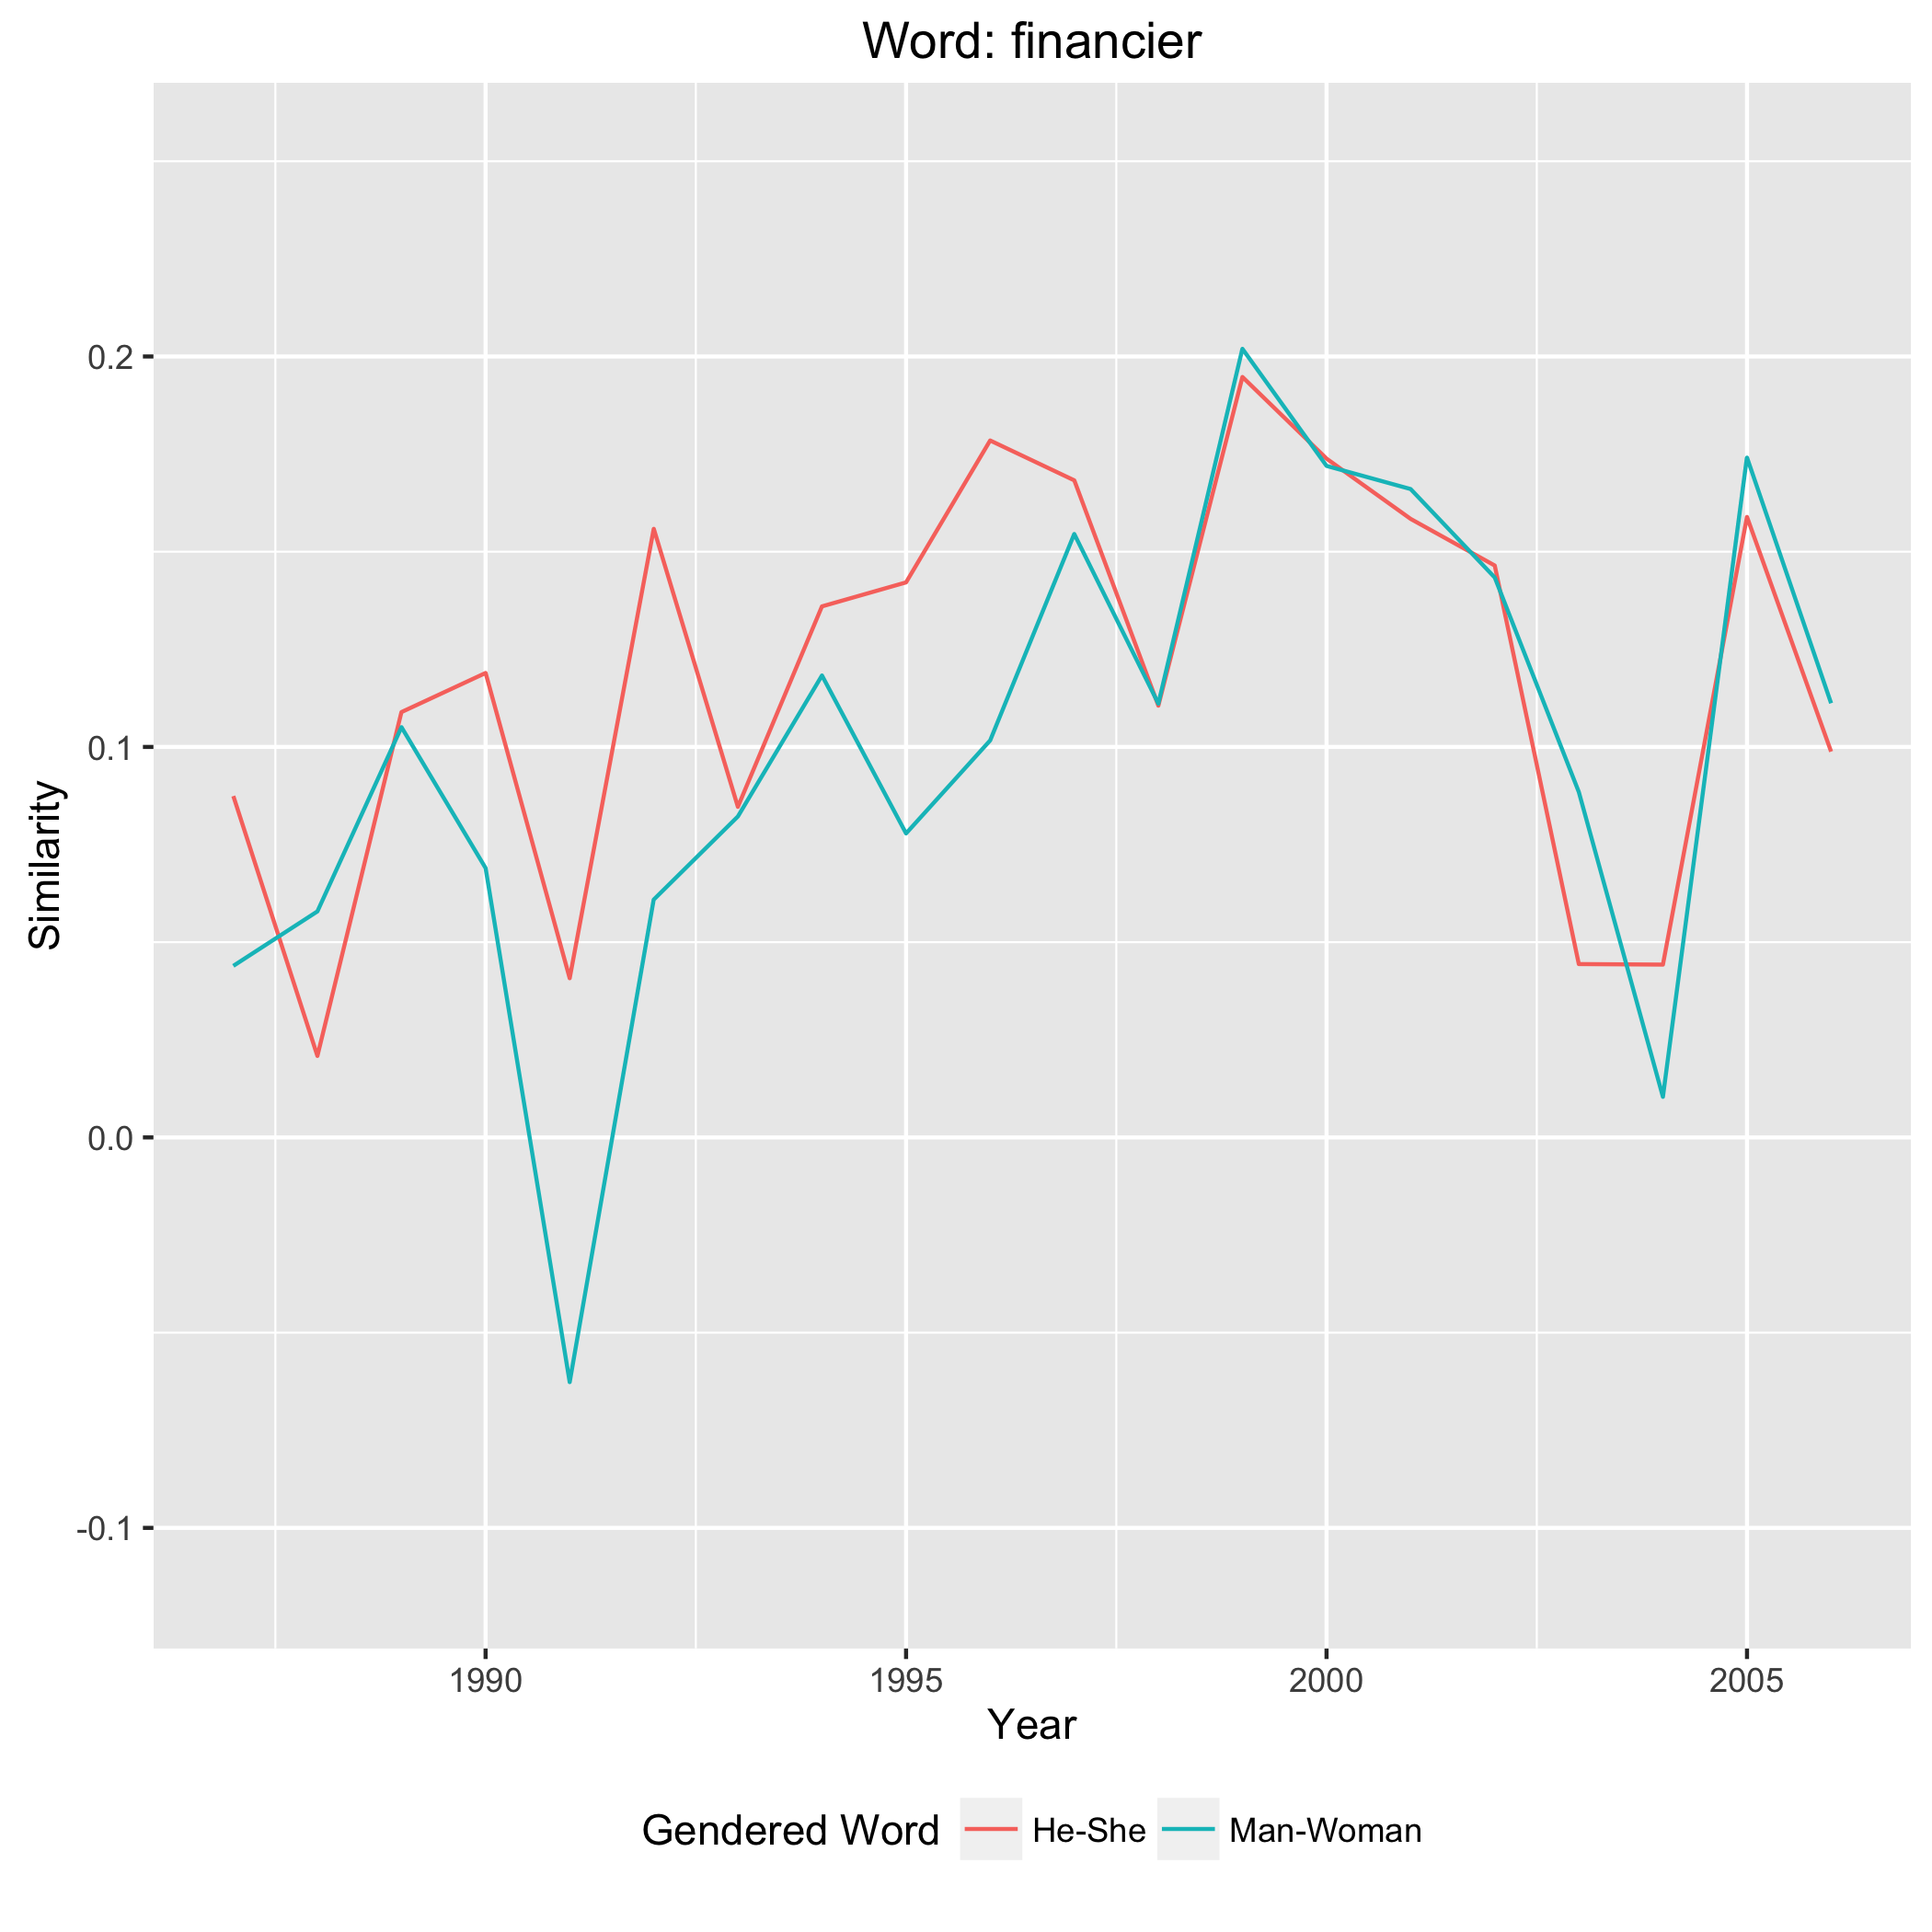 Word: financier
Similarity
0.2
0.1
0.0
-0.1
1990 1995 2000 2005
Year
Gendered Word He-She Man-Woman